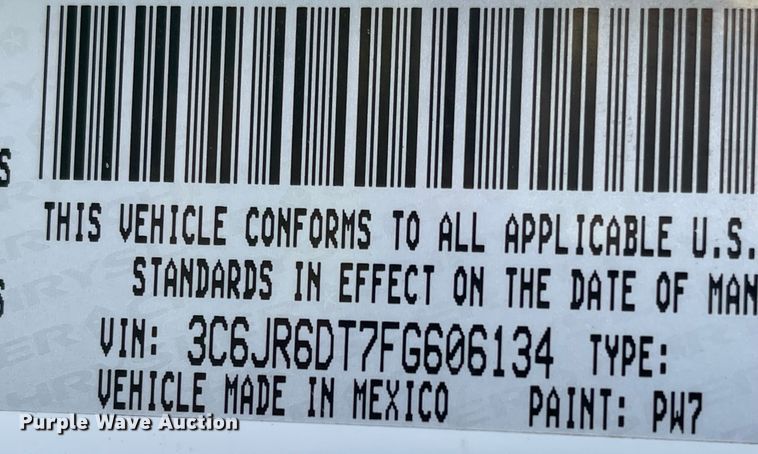 THIS VEHICLE CONFORMS TO ALL APPLICABLE U.S.
STANDARDS IN EFFECT ON THE DATE OF MAN
VIN: 3C6JR6DT7FG606134 TYPE:
VEHICLE MADE IN MEXICO PAINT: PW7
Purple Wave Auction